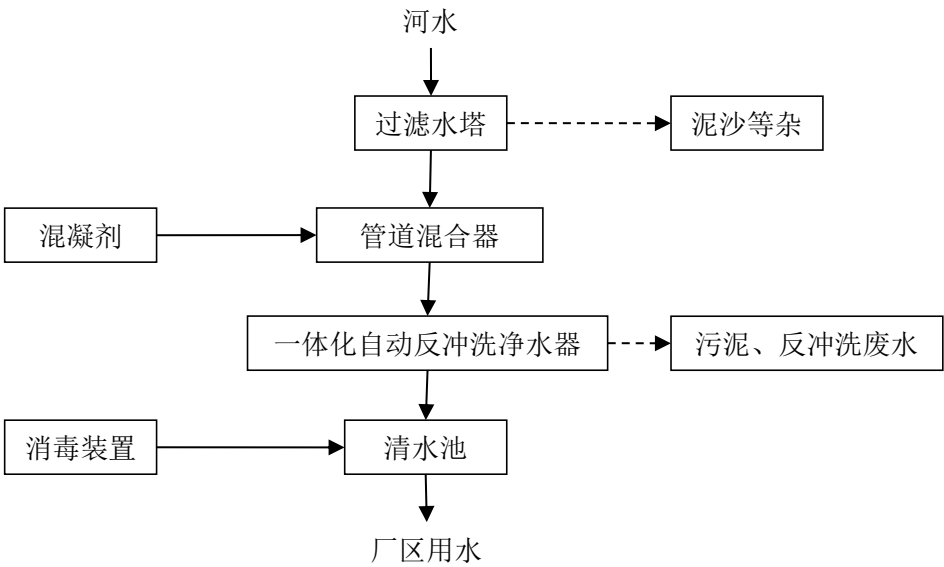 河水
过滤水塔
泥沙等杂
混凝剂
管道混合器
一体化自动反冲洗净水器
污泥、反冲洗废水
消毒装置
清水池
厂区用水